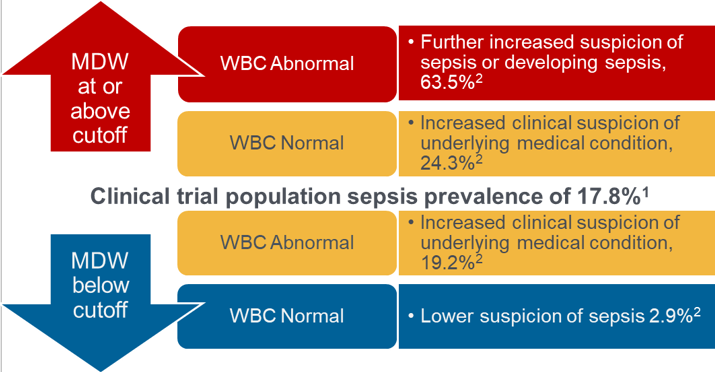 MDW
at or
above
cutoff
WBC Abnormal
• Further increased suspicion of
sepsis or developing sepsis,
63.5%²
WBC Normal
• Increased clinical suspicion of
underlying medical condition,
24.3%²
Clinical trial population sepsis prevalence of 17.8%¹
MDW
below
cutoff
WBC Abnormal
• Increased clinical suspicion of
underlying medical condition,
19.2%²
WBC Normal
• Lower suspicion of sepsis 2.9%²